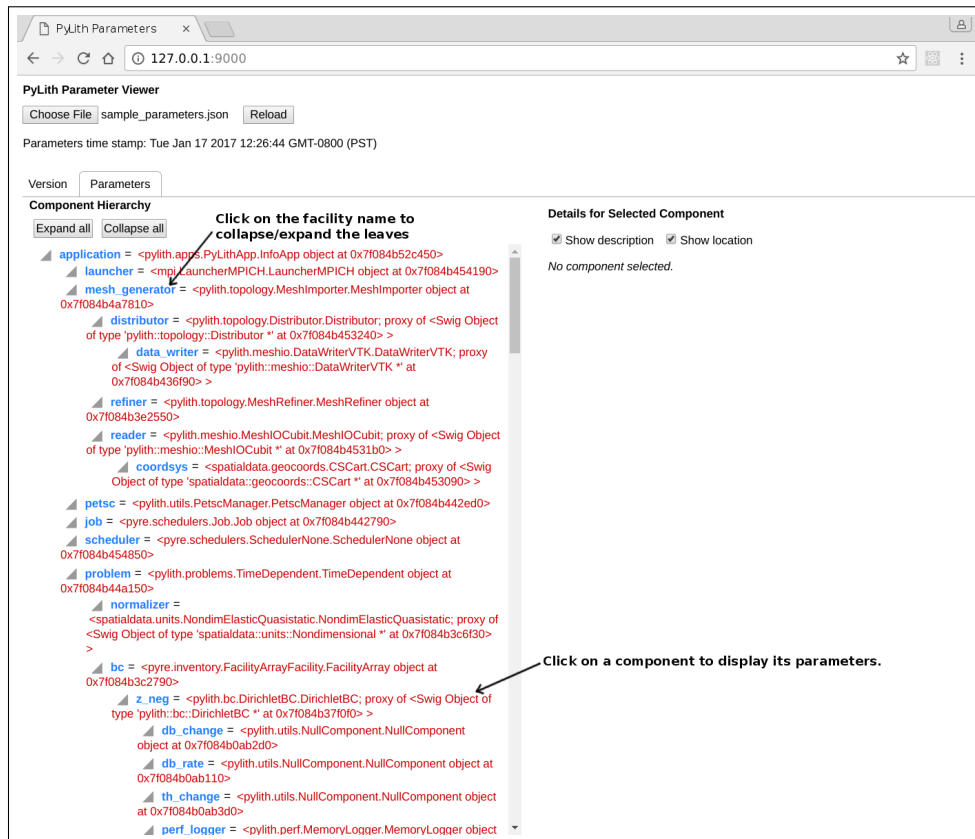 PyLith Parameters
127.0.0.1:9000
PyLith Parameter Viewer
Choose File sample_parameters.json Reload
Parameters time stamp: Tue Jan 17 2017 12:26:44 GMT-0800 (PST)
Version Parameters
Component Hierarchy
Expand all Collapse all
Click on the facility name to
collapse/expand the leaves
application = <pylith.apps.PyLithApp.InfoApp object at 0x7f084b52c450>
launcher = <mpi.LauncherMPICH.LauncherMPICH object at 0x7f084b454190>
mesh_generator = <pylith.topology.MeshImporter.MeshImporter object at
0x7f084b4a7810>
distributor = <pylith.topology.Distributor.Distributor; proxy of <Swig Object
of type 'pylith::topology::Distributor *' at 0x7f084b453240> >
data_writer = <pylith.meshio.DataWriterVTK.DataWriterVTK; proxy
of <Swig Object of type 'pylith::meshio::DataWriterVTK *' at
0x7f084b436f90> >
refiner = <pylith.topology.MeshRefiner.MeshRefiner object at
0x7f084b3e2550>
reader = <pylith.meshio.MeshIOCubit.MeshIOCubit; proxy of <Swig Object
of type 'pylith::meshio::MeshIOCubit *' at 0x7f084b4531b0> >
coordsys = <spatialdata.geocoords.CSCart.CSCart; proxy of <Swig
Object of type 'spatialdata::geocoords::CSCart *' at 0x7f084b453090> >
petsc = <pylith.utils.PetscManager.PetscManager object at 0x7f084b442ed0>
job = <pyre.schedulers.Job.Job object at 0x7f084b442790>
scheduler = <pyre.schedulers.SchedulerNone.SchedulerNone object at
0x7f084b454850>
problem = <pylith.problems.TimeDependent.TimeDependent object at
0x7f084b44a150>
normalizer =
<spatialdata.units.NondimElasticQuasistatic.NondimElasticQuasistatic; proxy of
<Swig Object of type 'spatialdata::units::Nondimensional *' at 0x7f084b3c6f30>
>
bc = <pyre.inventory.FacilityArrayFacility.FacilityArray object at
0x7f084b3c2790>
z_neg = <pylith.bc.DirichletBC.DirichletBC; proxy of <Swig Object of
type 'pylith::bc::DirichletBC *' at 0x7f084b37f0f0> >
db_change = <pylith.utils.NullComponent.NullComponent
object at 0x7f084b0ab2d0>
db_rate = <pylith.utils.NullComponent.NullComponent object at
0x7f084b0ab110>
th_change = <pylith.utils.NullComponent.NullComponent object
at 0x7f084b0ab3d0>
perf_logger = <pylith.perf.MemoryLogger.MemoryLogger object
Details for Selected Component
Show description Show location
No component selected.
Click on a component to display its parameters.